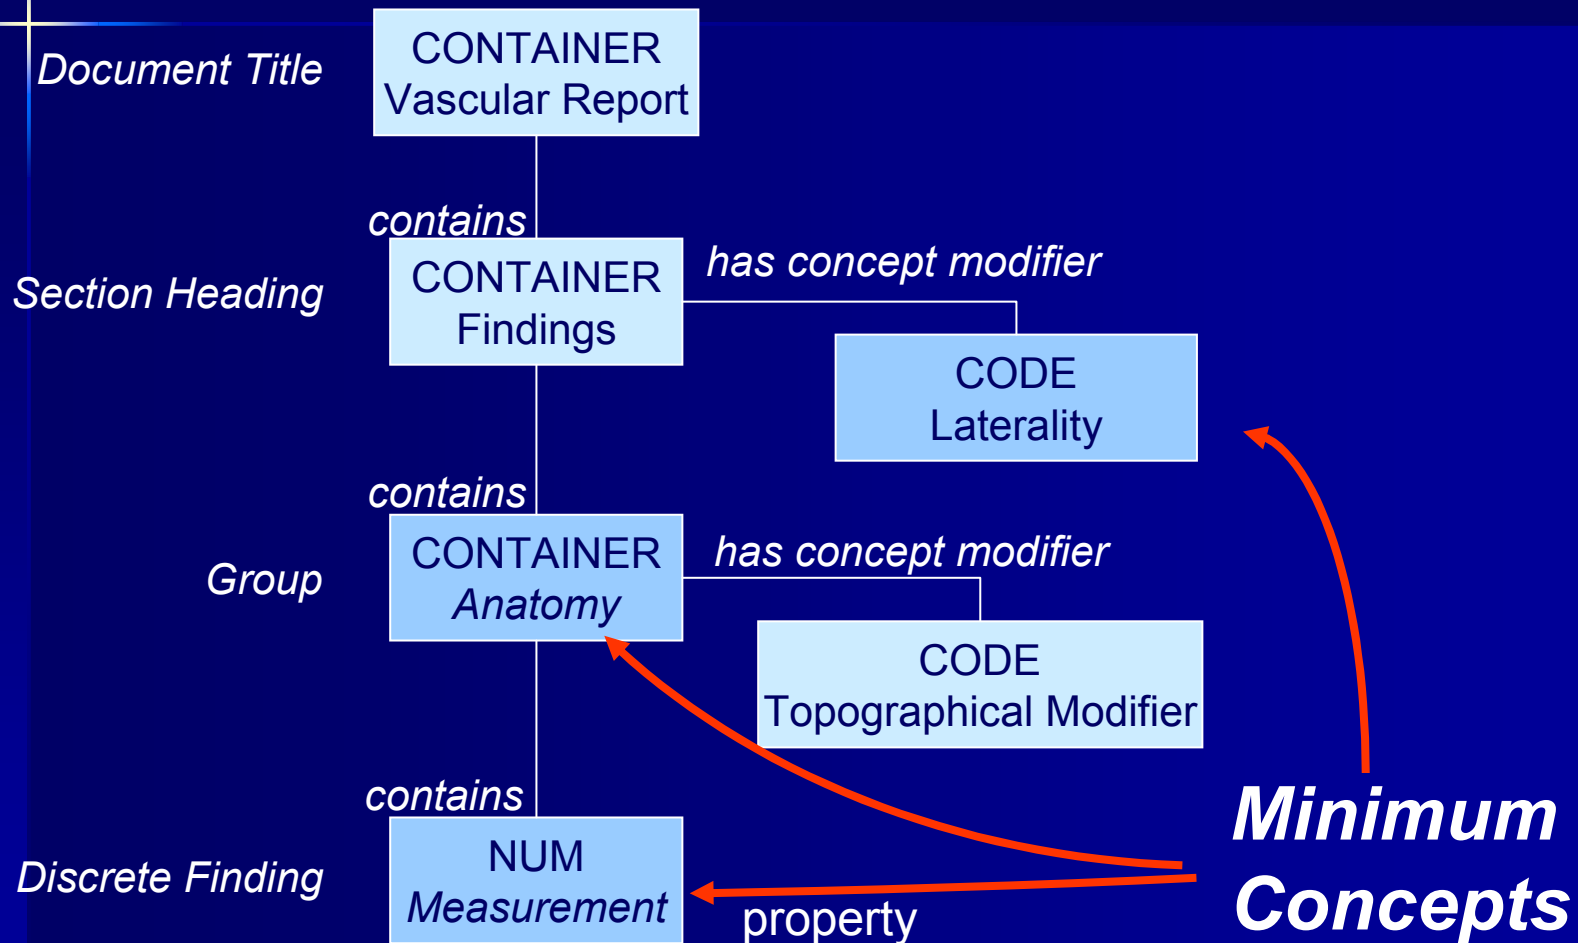 Document Title
CONTAINER
Vascular Report
contains
Section Heading
CONTAINER
Findings
has concept modifier
CODE
Laterality
contains
Group
CONTAINER
Anatomy
has concept modifier
CODE
Topographical Modifier
contains
Discrete Finding
NUM
Measurement
property
Minimum
Concepts